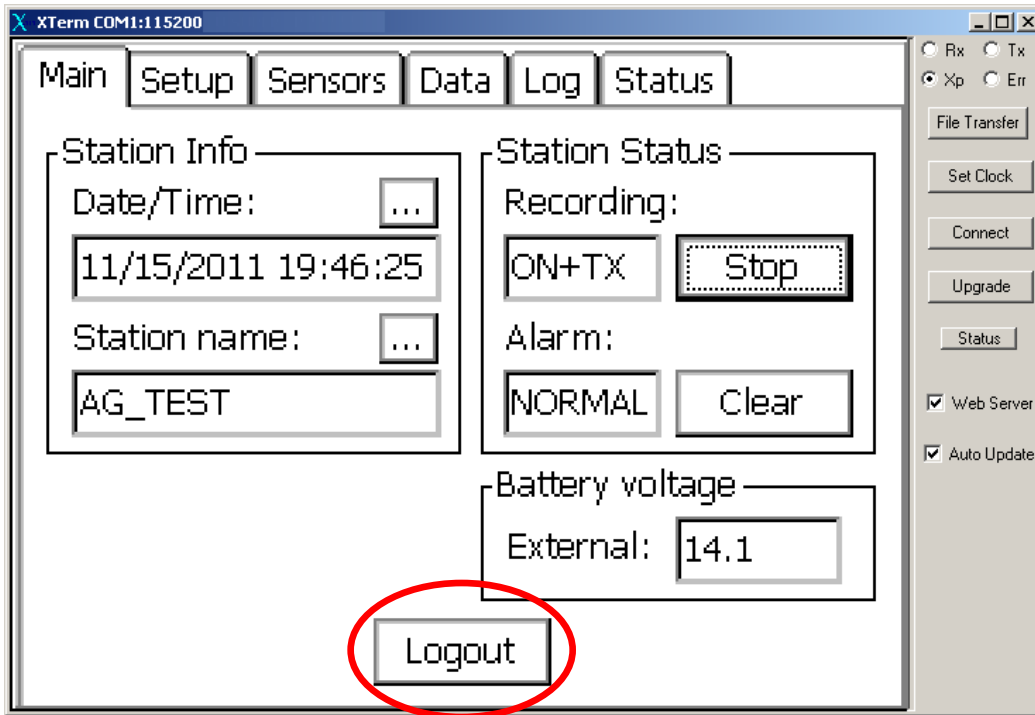 XTerm COM1:115200
Main Setup Sensors Data Log Status
Station Info
Date/Time: ...
11/15/2011 19:46:25
Station name: ...
AG_TEST
Station Status
Recording:
ON+TX Stop
Alarm:
NORMAL Clear
Battery voltage
External: 14.1
Logout
Rx Tx
Xp Err
File Transfer
Set Clock
Connect
Upgrade
Status
Web Server
Auto Update